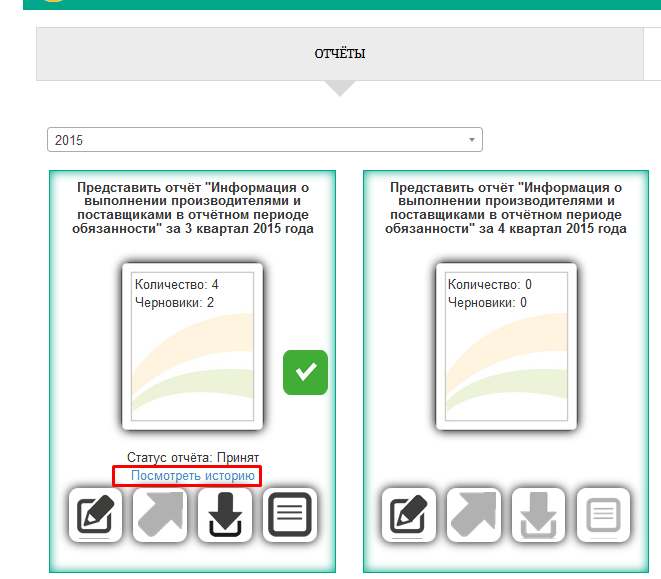 ОТЧЁТЫ
2015
Представить отчёт "Информация о
выполнении производителями и
поставщиками в отчётном периоде
обязанности" за 3 квартал 2015 года
Количество: 4
Черновики: 2
Статус отчёта: Принят
Посмотреть историю
Представить отчёт "Информация о
выполнении производителями и
поставщиками в отчётном периоде
обязанности" за 4 квартал 2015 года
Количество: 0
Черновики: 0